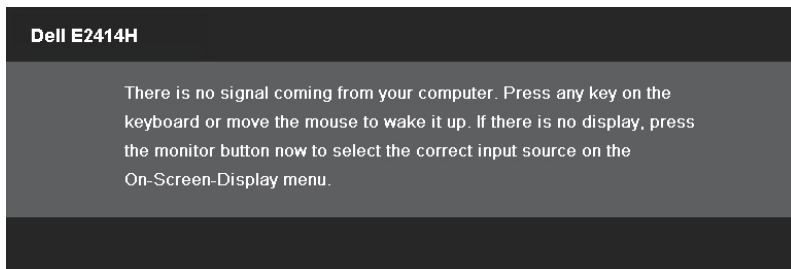 Dell E2414H
There is no signal coming from your computer. Press any key on the
keyboard or move the mouse to wake it up. If there is no display, press
the monitor button now to select the correct input source on the
On-Screen-Display menu.